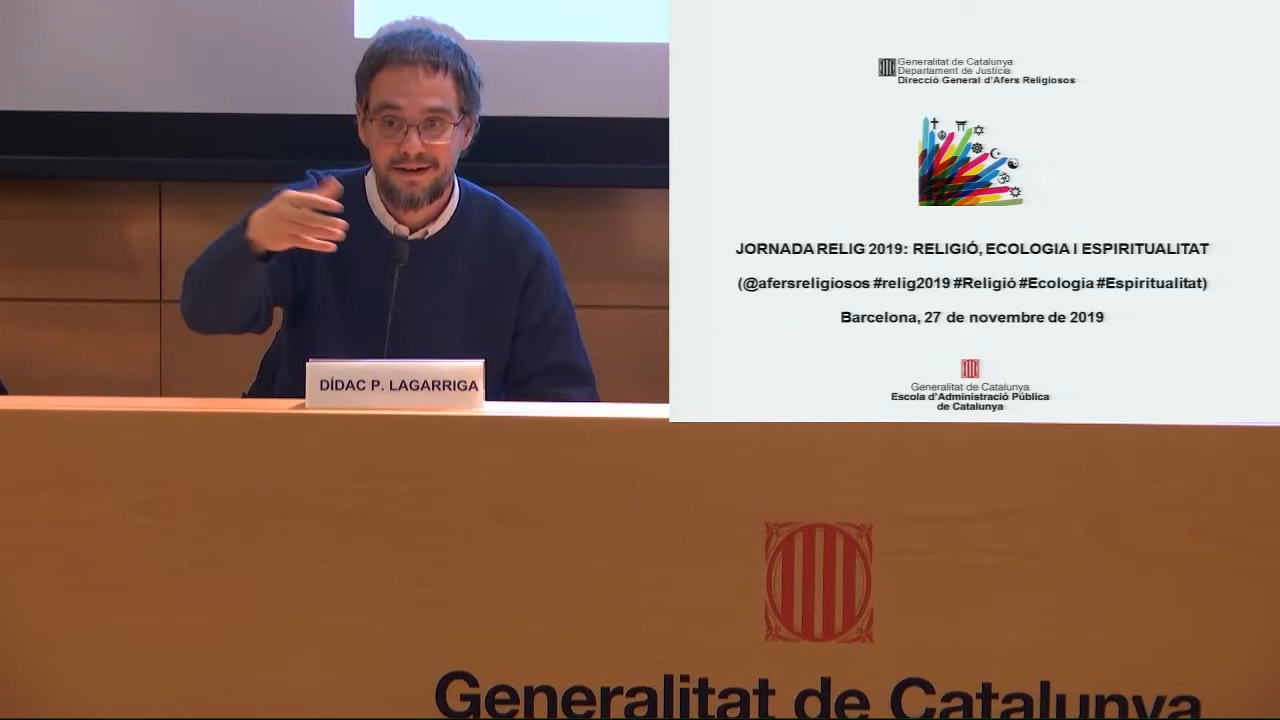 Generalitat de Catalunya
Departament de Justícia
Direcció General d'Afers Religiosos
JORNADA RELIG 2019: RELIGIÓ, ECOLOGIA I ESPIRITUALITAT
(@afersreligiosos #relig2019 #Religió #Ecologia #Espiritualitat)
Barcelona, 27 de novembre de 2019
Generalitat de Catalunya
Escola d'Administració Pública
de Catalunya
DÍDAC P. LAGARRIGA
Generalitat de Catalunya